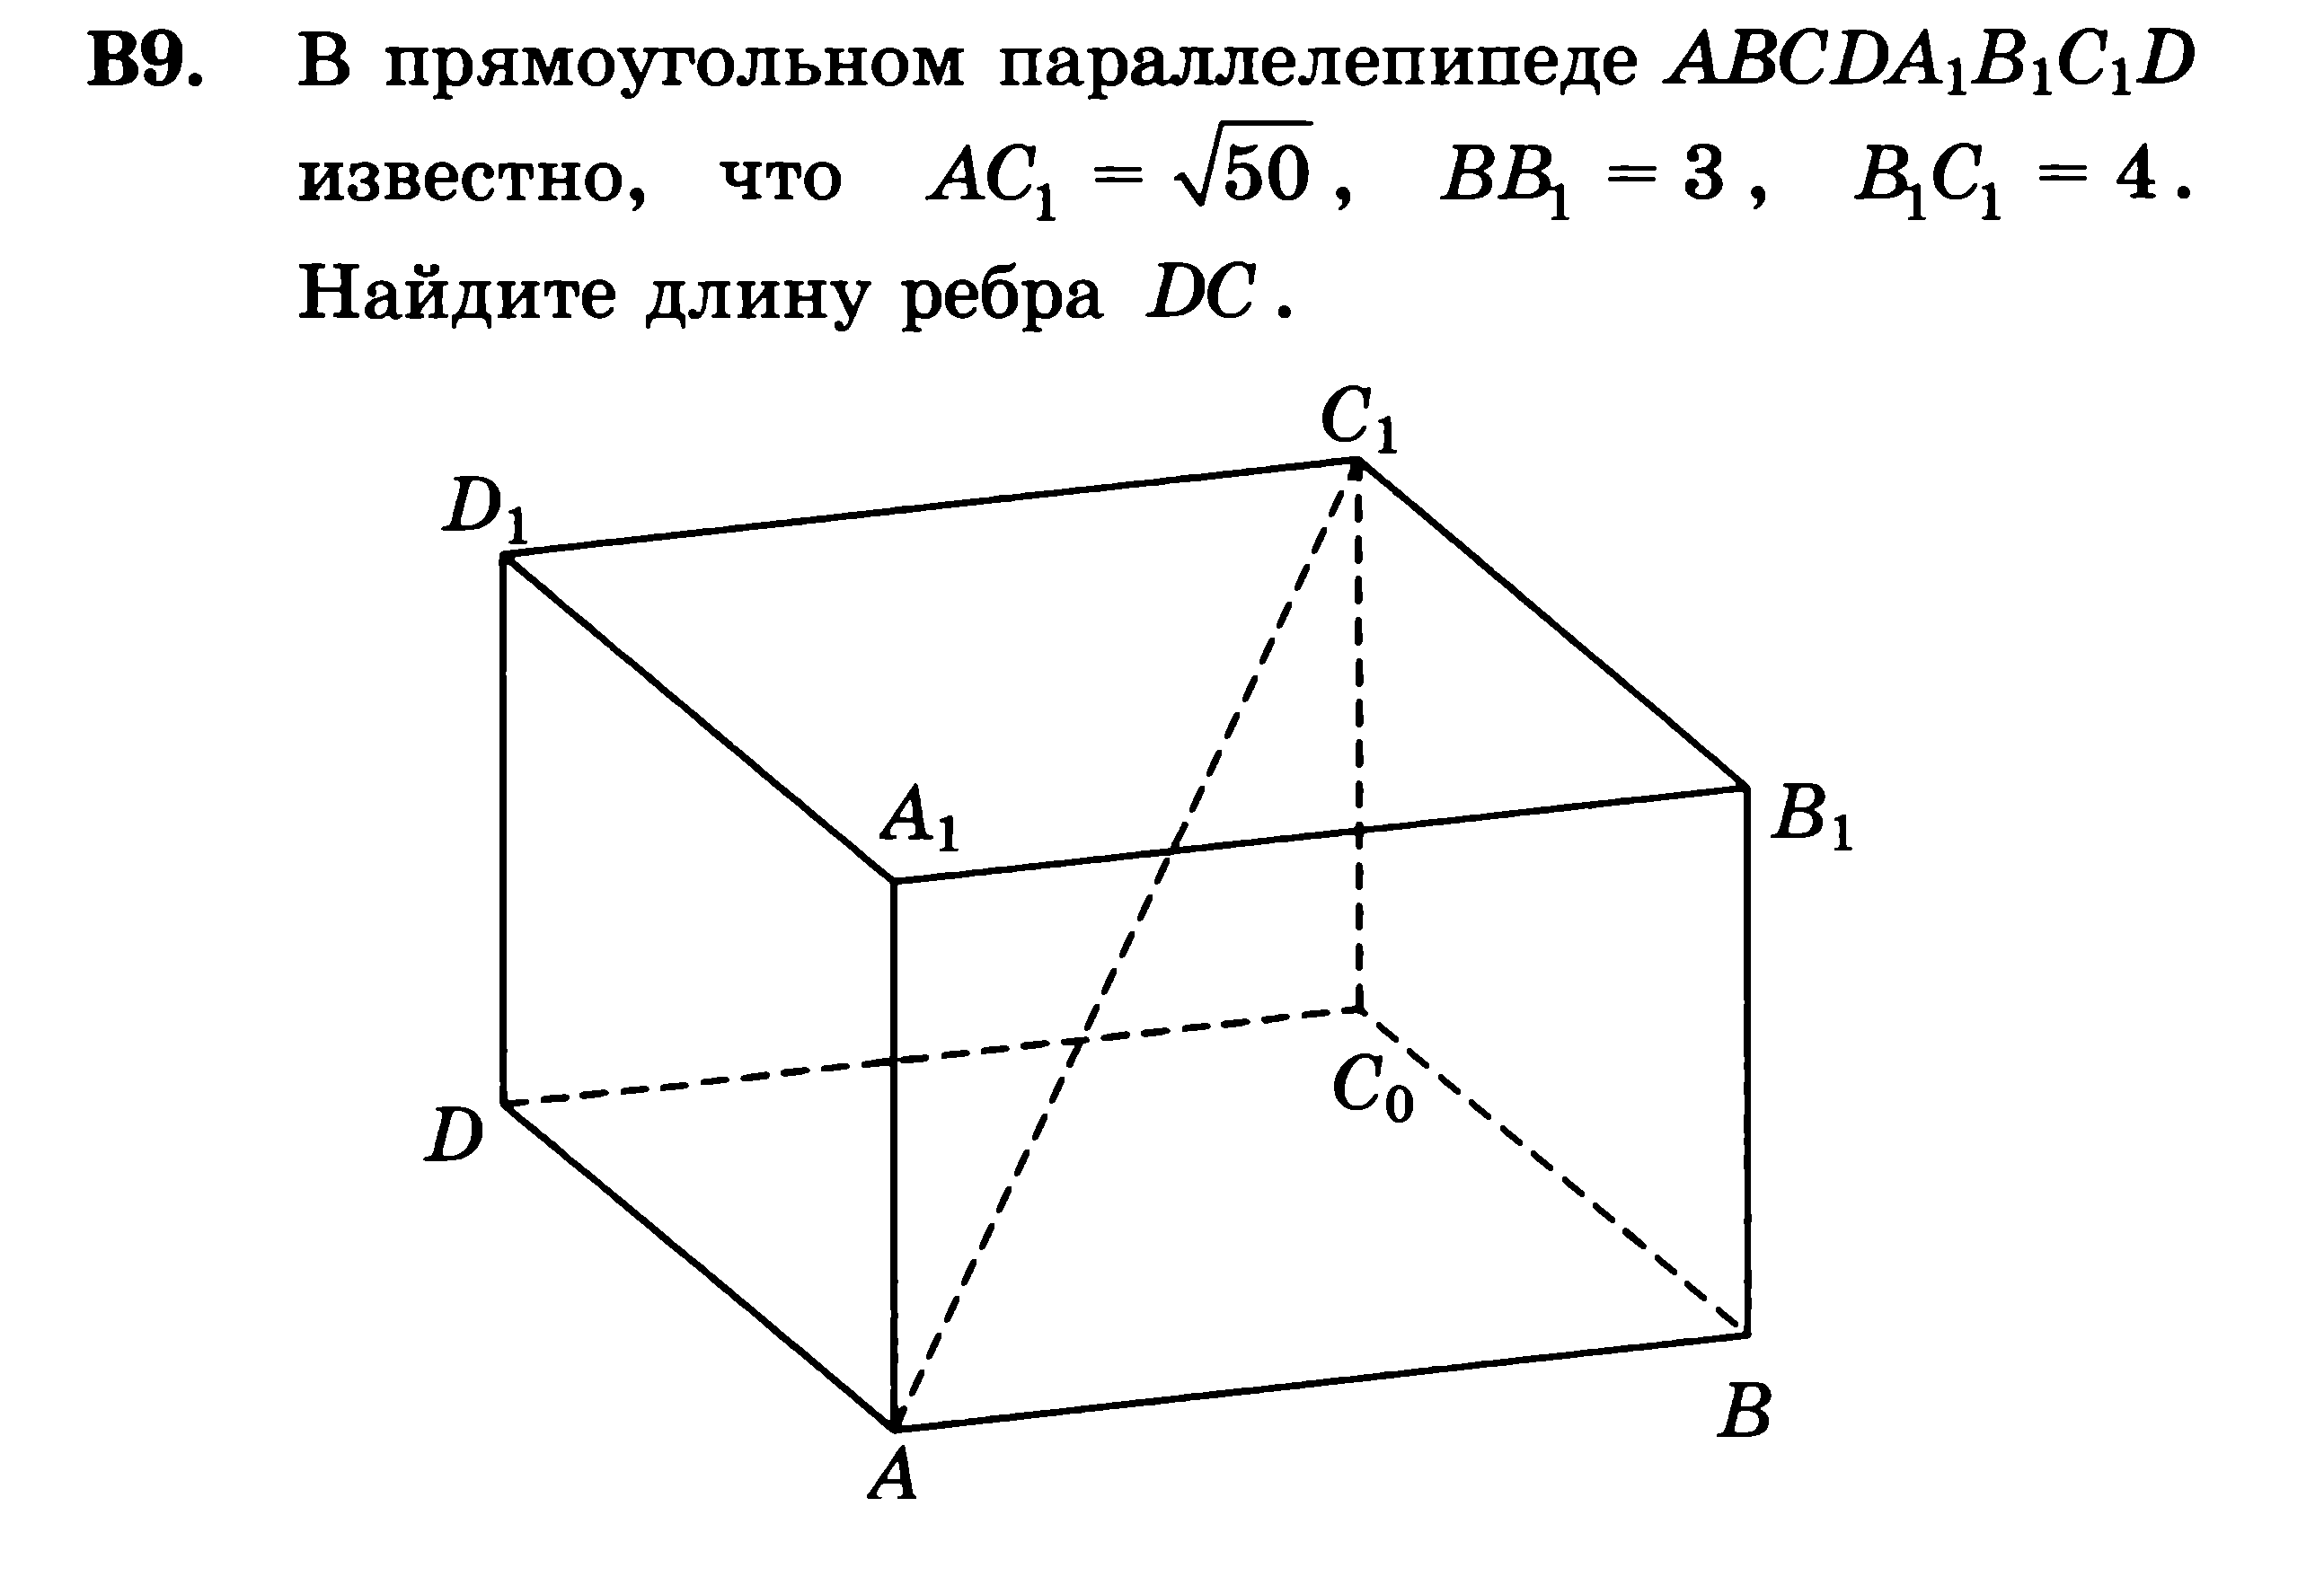 B9. В прямоугольном параллелепипеде ABCDA₁B₁C₁D
известно, что AC₁ = √50, BB₁ = 3, B₁C₁ = 4.
Найдите длину ребра DC.
C₁
D₁
A₁
B₁
C₀
D
B
A